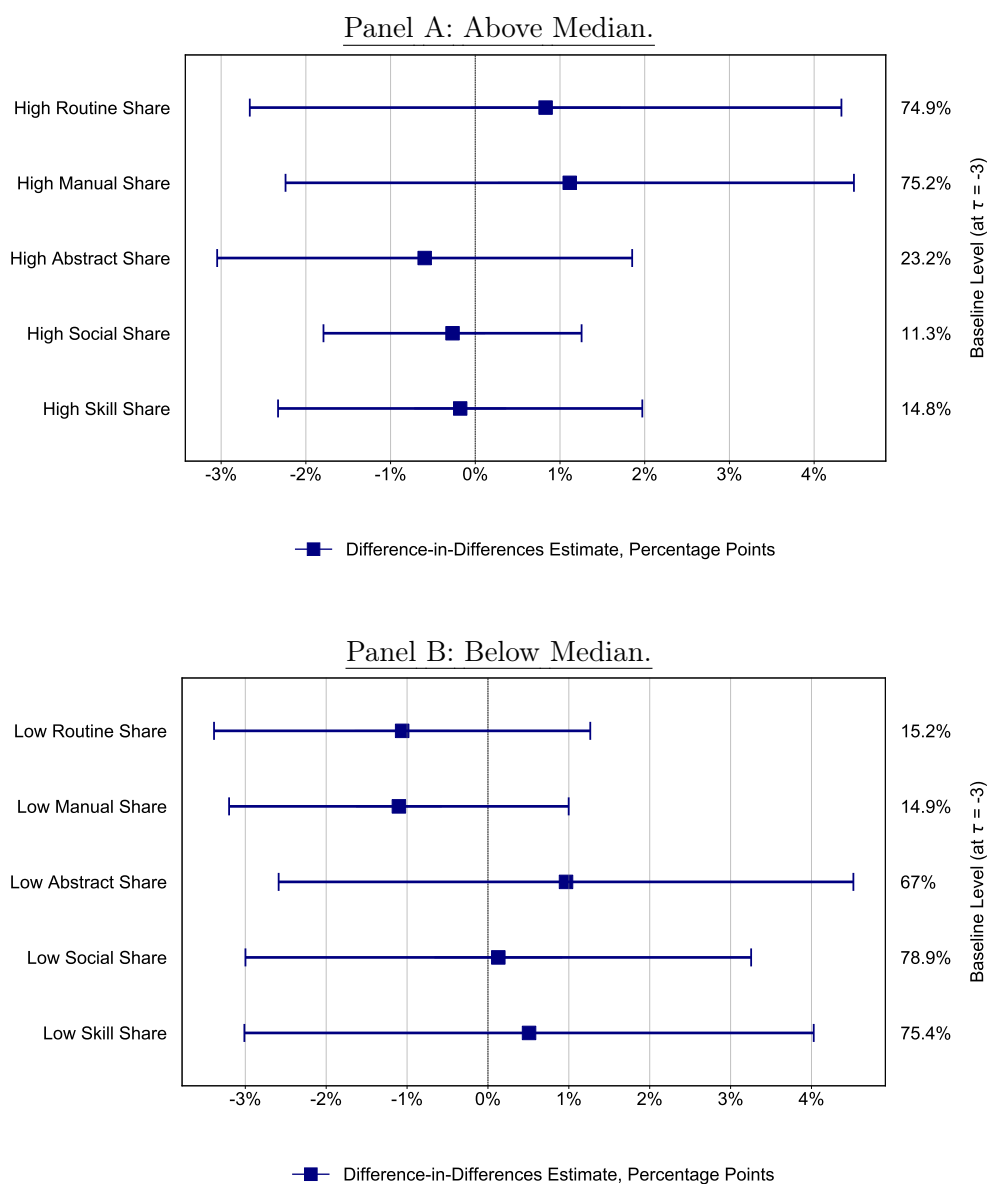 Panel A: Above Median.
High Routine Share 74.9%
High Manual Share 75.2%
High Abstract Share 23.2%
High Social Share 11.3%
High Skill Share 14.8%
Baseline Level (at τ = -3)
-3% -2% -1% 0% 1% 2% 3% 4%
Difference-in-Differences Estimate, Percentage Points
Panel B: Below Median.
Low Routine Share 15.2%
Low Manual Share 14.9%
Low Abstract Share 67%
Low Social Share 78.9%
Low Skill Share 75.4%
Baseline Level (at τ = -3)
-3% -2% -1% 0% 1% 2% 3% 4%
Difference-in-Differences Estimate, Percentage Points